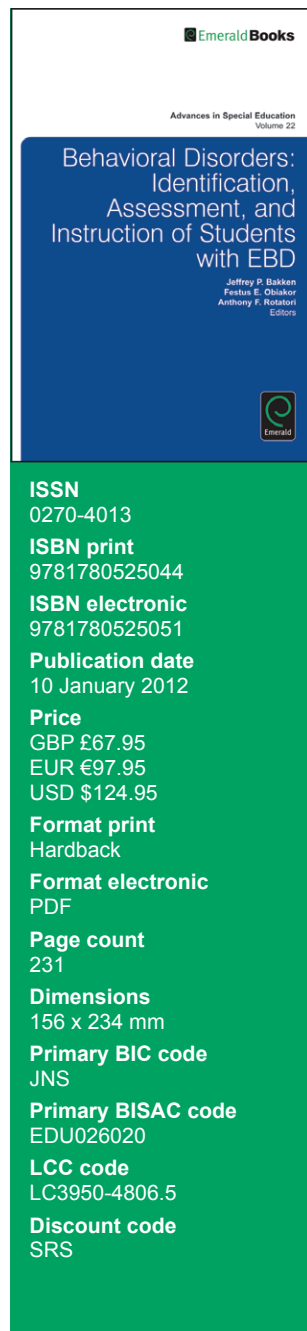 Emerald Books
Advances in Special Education
Volume 22
Behavioral Disorders:
Identification,
Assessment, and
Instruction of Students
with EBD
Jeffrey P. Bakken
Festus E. Obiakor
Anthony F. Rotatori
Editors
Emerald
ISSN
0270-4013
ISBN print
9781780525044
ISBN electronic
9781780525051
Publication date
10 January 2012
Price
GBP £67.95
EUR €97.95
USD $124.95
Format print
Hardback
Format electronic
PDF
Page count
231
Dimensions
156 x 234 mm
Primary BIC code
JNS
Primary BISAC code
EDU026020
LCC code
LC3950-4806.5
Discount code
SRS